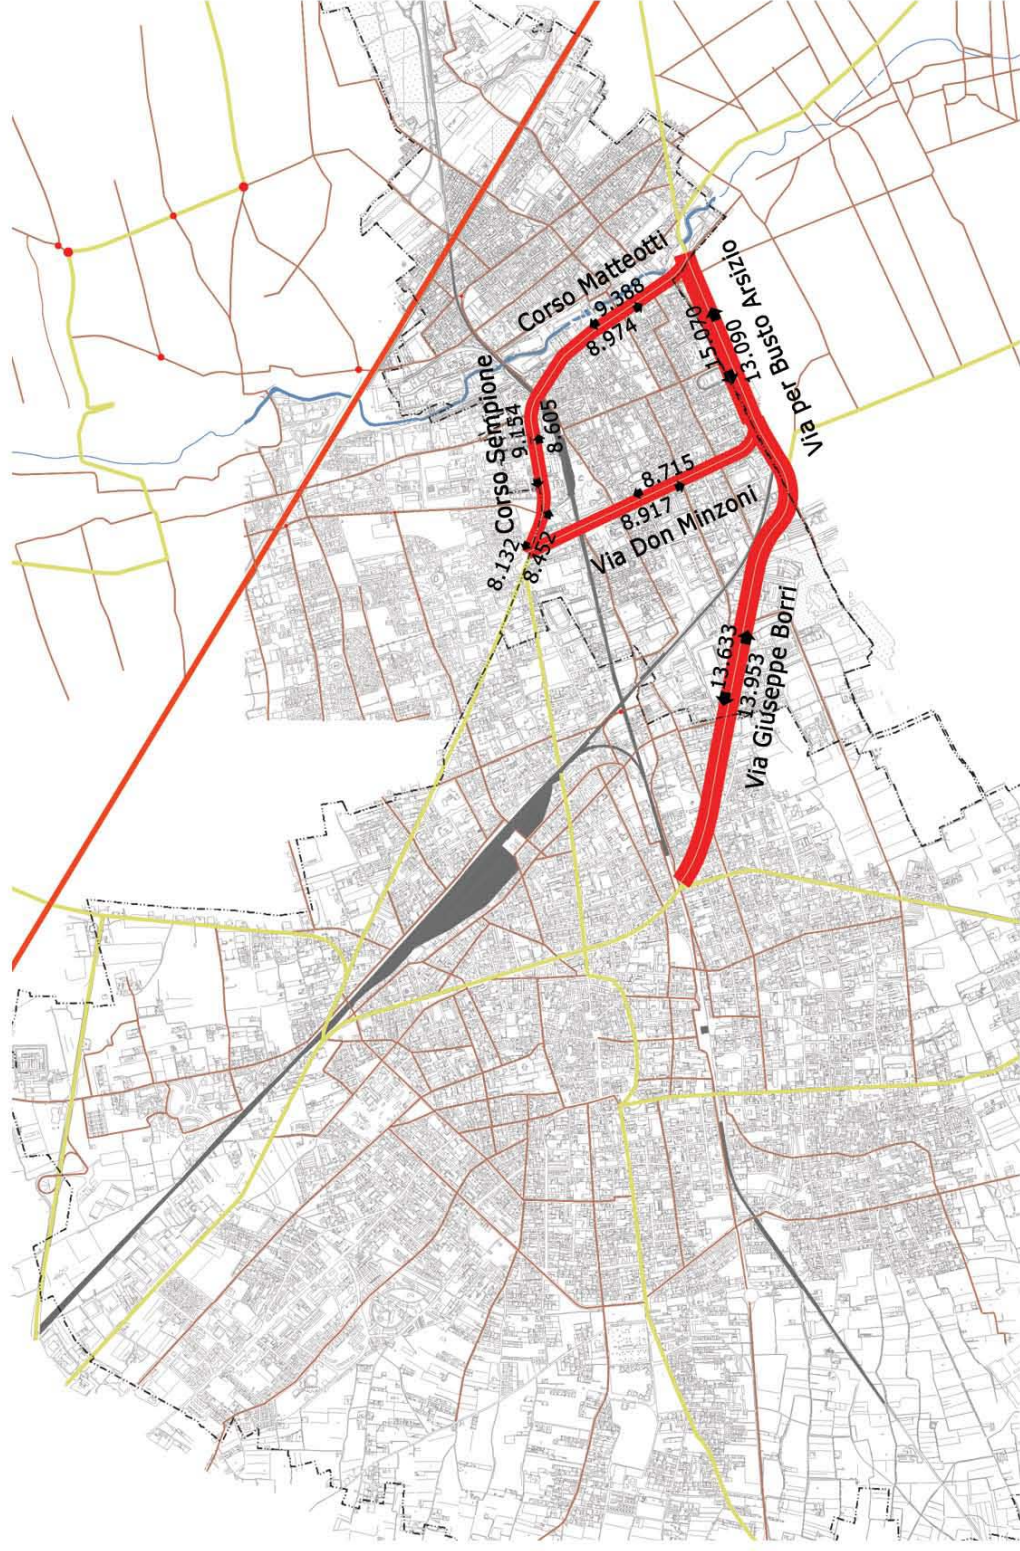 Corso Matteotti
9.388
8.974
Corso Sempione
9.154
8.605
8.132
8.452
8.715
8.917
Via Don Minzoni
15.070
13.090
Via per Busto Arsizio
13.633
13.953
Via Giuseppe Borri